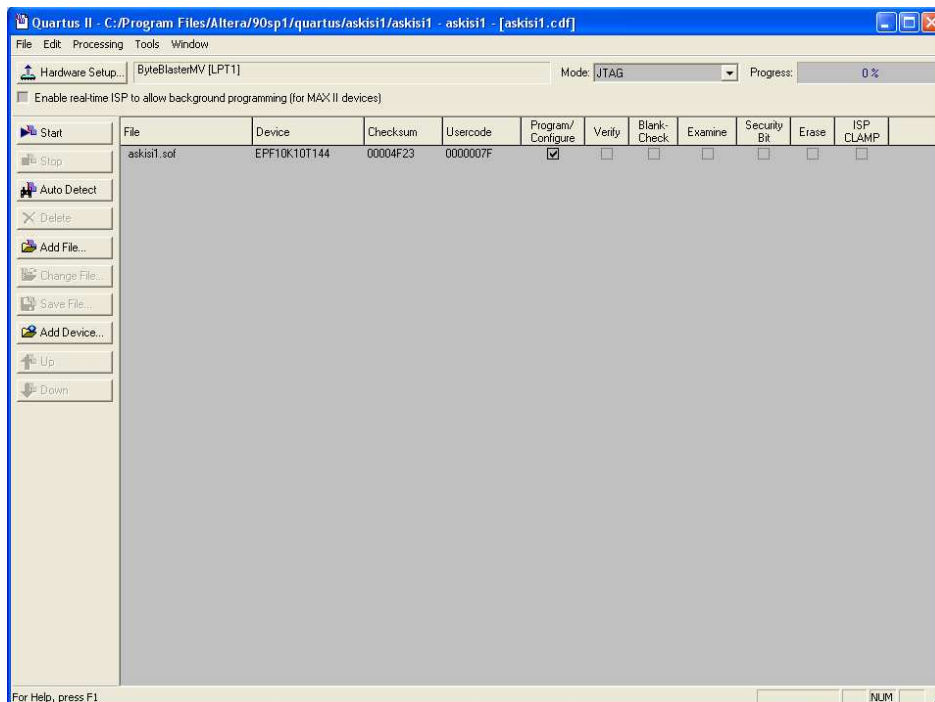 Quartus II - C:/Program Files/Altera/90sp1/quartus/askisi1/askisi1 - askisi1 - [askisi1.cdf]
File Edit Processing Tools Window
Hardware Setup... ByteBlasterMV [LPT1] Mode: JTAG Progress: 0 %
Enable real-time ISP to allow background programming (for MAX II devices)
Start
Stop
Auto Detect
Delete
Add File...
Change File...
Save File...
Add Device...
Up
Down
File Device Checksum Usercode Program/Configure Verify Blank-Check Examine Security Bit Erase ISP CLAMP
askisi1.sof EPF10K10T144 00004F23 0000007F
For Help, press F1 NUM